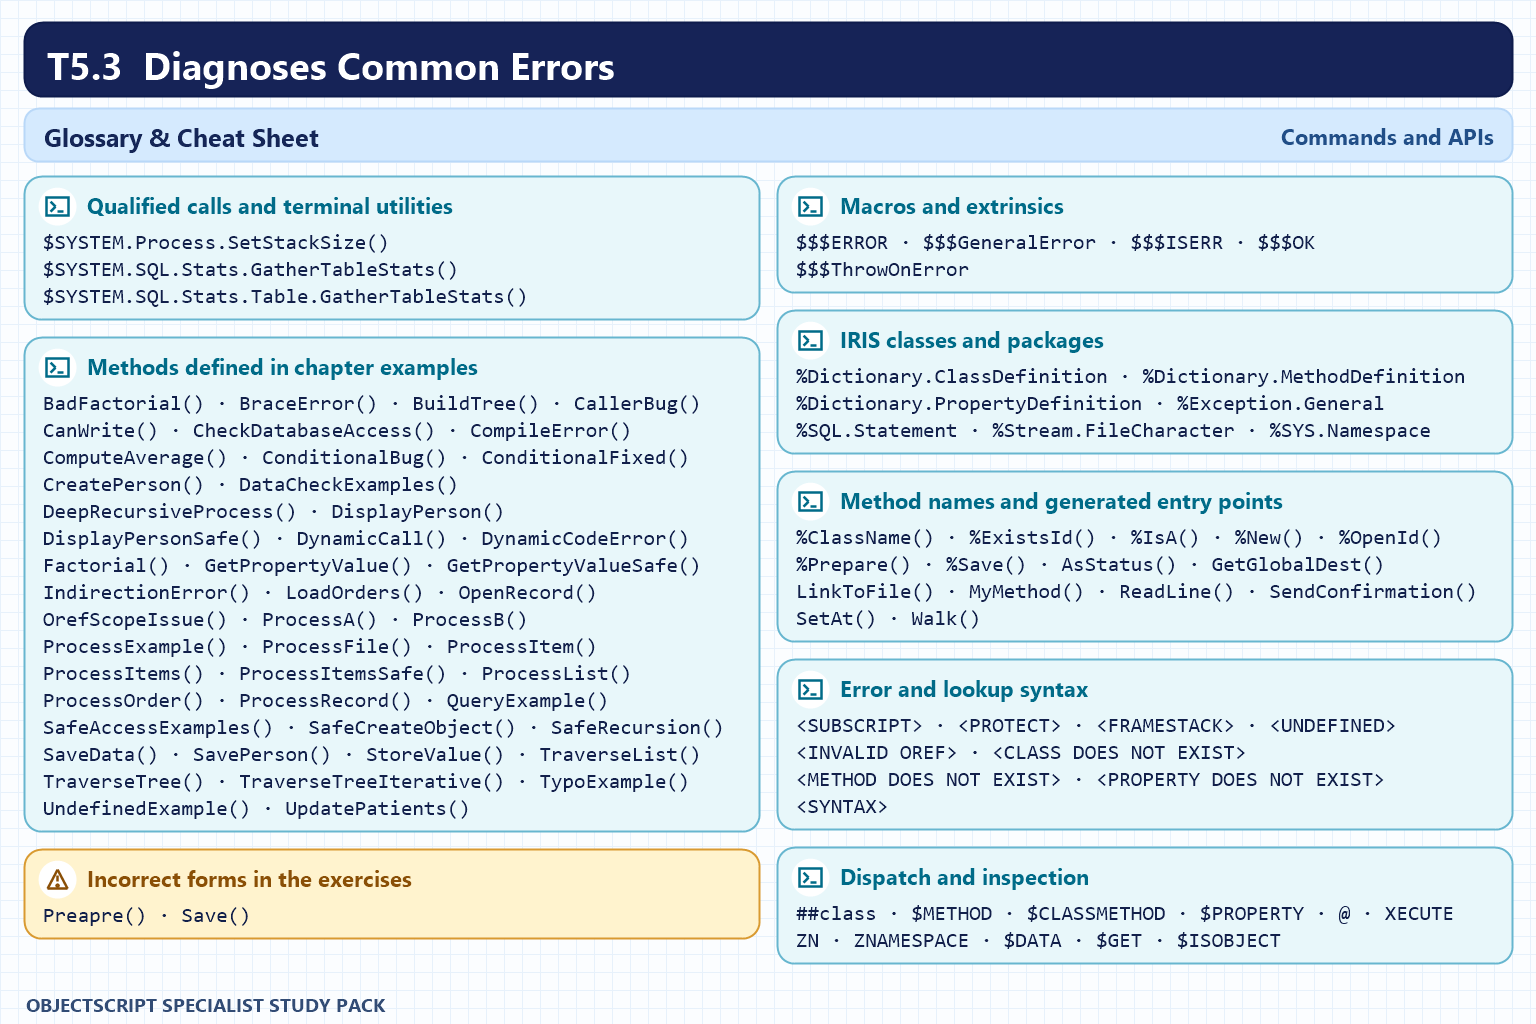 T5.3 Diagnoses Common Errors
Glossary & Cheat Sheet
Commands and APIs
Qualified calls and terminal utilities
$SYSTEM.Process.SetStackSize()
$SYSTEM.SQL.Stats.GatherTableStats()
$SYSTEM.SQL.Stats.Table.GatherTableStats()
Methods defined in chapter examples
BadFactorial() · BraceError() · BuildTree() · CallerBug()
CanWrite() · CheckDatabaseAccess() · CompileError()
ComputeAverage() · ConditionalBug() · ConditionalFixed()
CreatePerson() · DataCheckExamples()
DeepRecursiveProcess() · DisplayPerson()
DisplayPersonSafe() · DynamicCall() · DynamicCodeError()
Factorial() · GetPropertyValue() · GetPropertyValueSafe()
IndirectionError() · LoadOrders() · OpenRecord()
OrefScopeIssue() · ProcessA() · ProcessB()
ProcessExample() · ProcessFile() · ProcessItem()
ProcessItems() · ProcessItemsSafe() · ProcessList()
ProcessOrder() · ProcessRecord() · QueryExample()
SafeAccessExamples() · SafeCreateObject() · SafeRecursion()
SaveData() · SavePerson() · StoreValue() · TraverseList()
TraverseTree() · TraverseTreeIterative() · TypoExample()
UndefinedExample() · UpdatePatients()
Incorrect forms in the exercises
Preapre() · Save()
Macros and extrinsics
$$$ERROR · $$$GeneralError · $$$ISERR · $$$OK
$$$ThrowOnError
IRIS classes and packages
%Dictionary.ClassDefinition · %Dictionary.MethodDefinition
%Dictionary.PropertyDefinition · %Exception.General
%SQL.Statement · %Stream.FileCharacter · %SYS.Namespace
Method names and generated entry points
%ClassName() · %ExistsId() · %IsA() · %New() · %OpenId()
%Prepare() · %Save() · AsStatus() · GetGlobalDest()
LinkToFile() · MyMethod() · ReadLine() · SendConfirmation()
SetAt() · Walk()
Error and lookup syntax
<SUBSCRIPT> · <PROTECT> · <FRAMESTACK> · <UNDEFINED>
<INVALID OREF> · <CLASS DOES NOT EXIST>
<METHOD DOES NOT EXIST> · <PROPERTY DOES NOT EXIST>
<SYNTAX>
Dispatch and inspection
##class · $METHOD · $CLASSMETHOD · $PROPERTY · @ · XECUTE
ZN · ZNAMESPACE · $DATA · $GET · $ISOBJECT
OBJECTSCRIPT SPECIALIST STUDY PACK